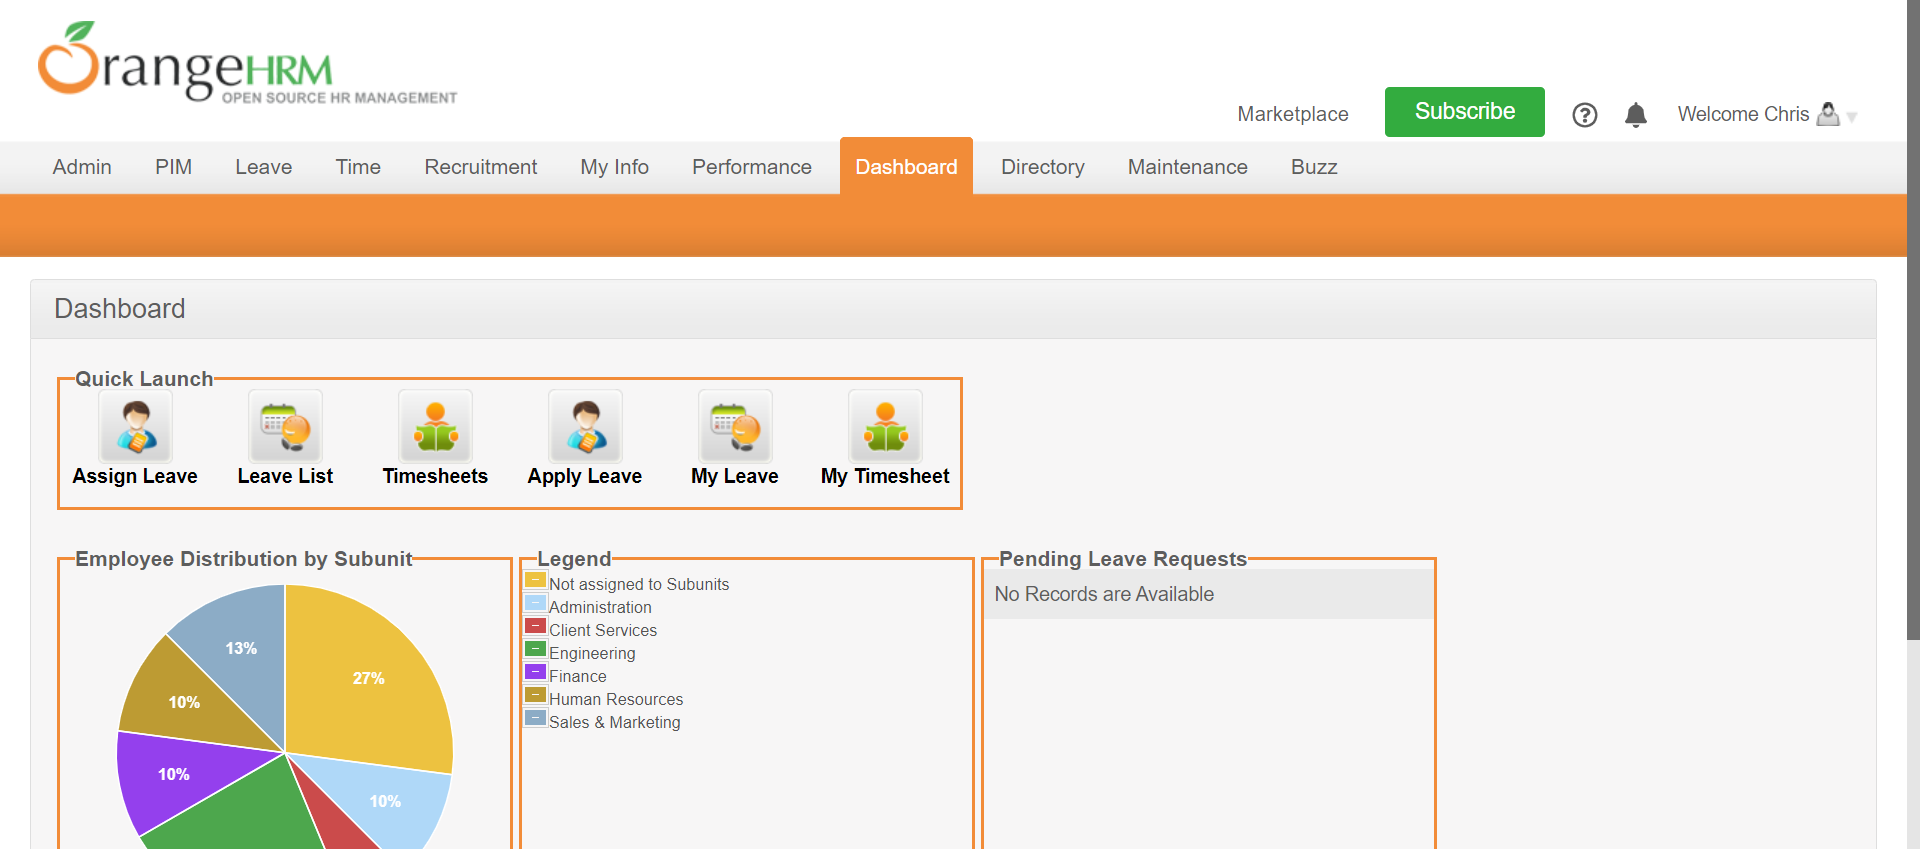 OrangeHRM
OPEN SOURCE HR MANAGEMENT
Marketplace
Subscribe
Welcome Chris
Admin
PIM
Leave
Time
Recruitment
My Info
Performance
Dashboard
Directory
Maintenance
Buzz
Dashboard
Quick Launch
Assign Leave
Leave List
Timesheets
Apply Leave
My Leave
My Timesheet
Employee Distribution by Subunit
13%
27%
10%
10%
10%
Legend
Not assigned to Subunits
Administration
Client Services
Engineering
Finance
Human Resources
Sales & Marketing
Pending Leave Requests
No Records are Available